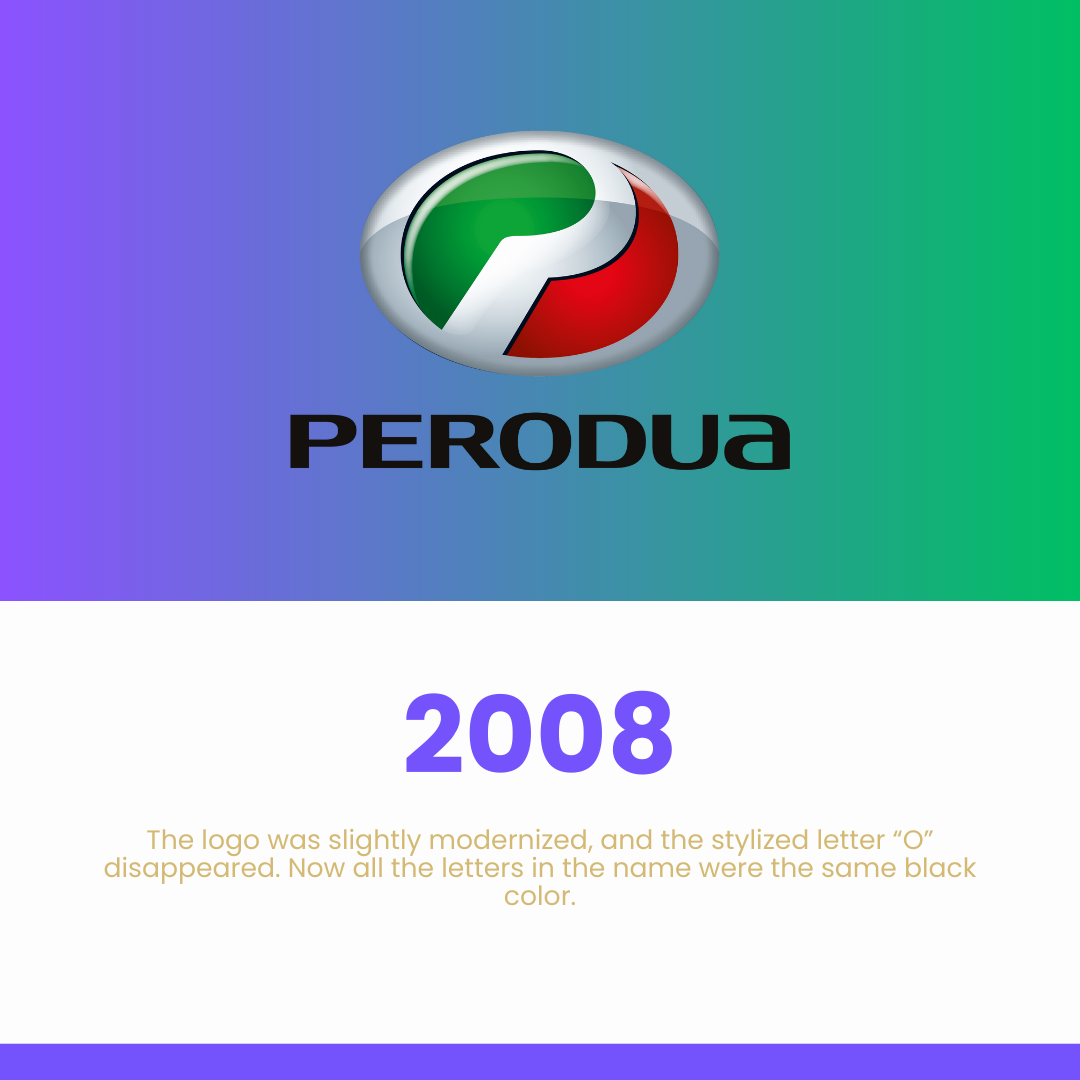 PERODUa
2008
The logo was slightly modernized, and the stylized letter “O”
disappeared. Now all the letters in the name were the same black
color.